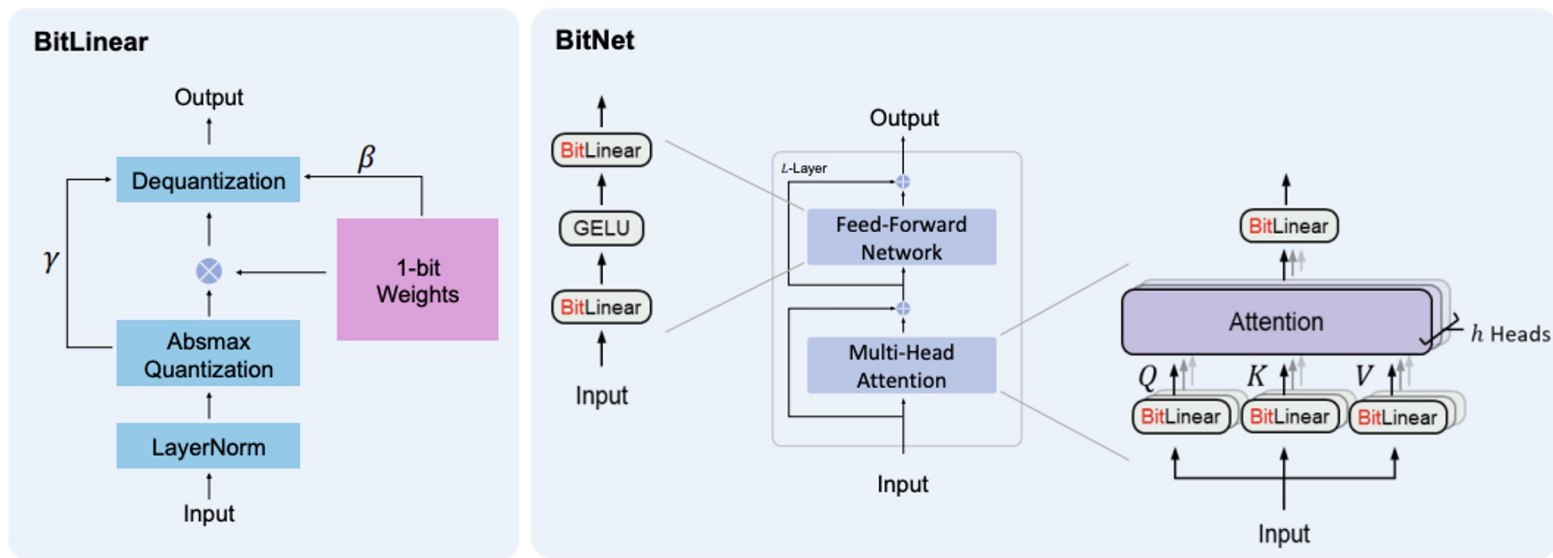 BitLinear
Output
β
Dequantization
γ
1-bit
Weights
Absmax
Quantization
LayerNorm
Input
BitNet
BitLinear
GELU
BitLinear
Input
Output
L-Layer
Feed-Forward
Network
Multi-Head
Attention
Input
BitLinear
Attention
h Heads
Q
K
V
BitLinear
BitLinear
BitLinear
Input